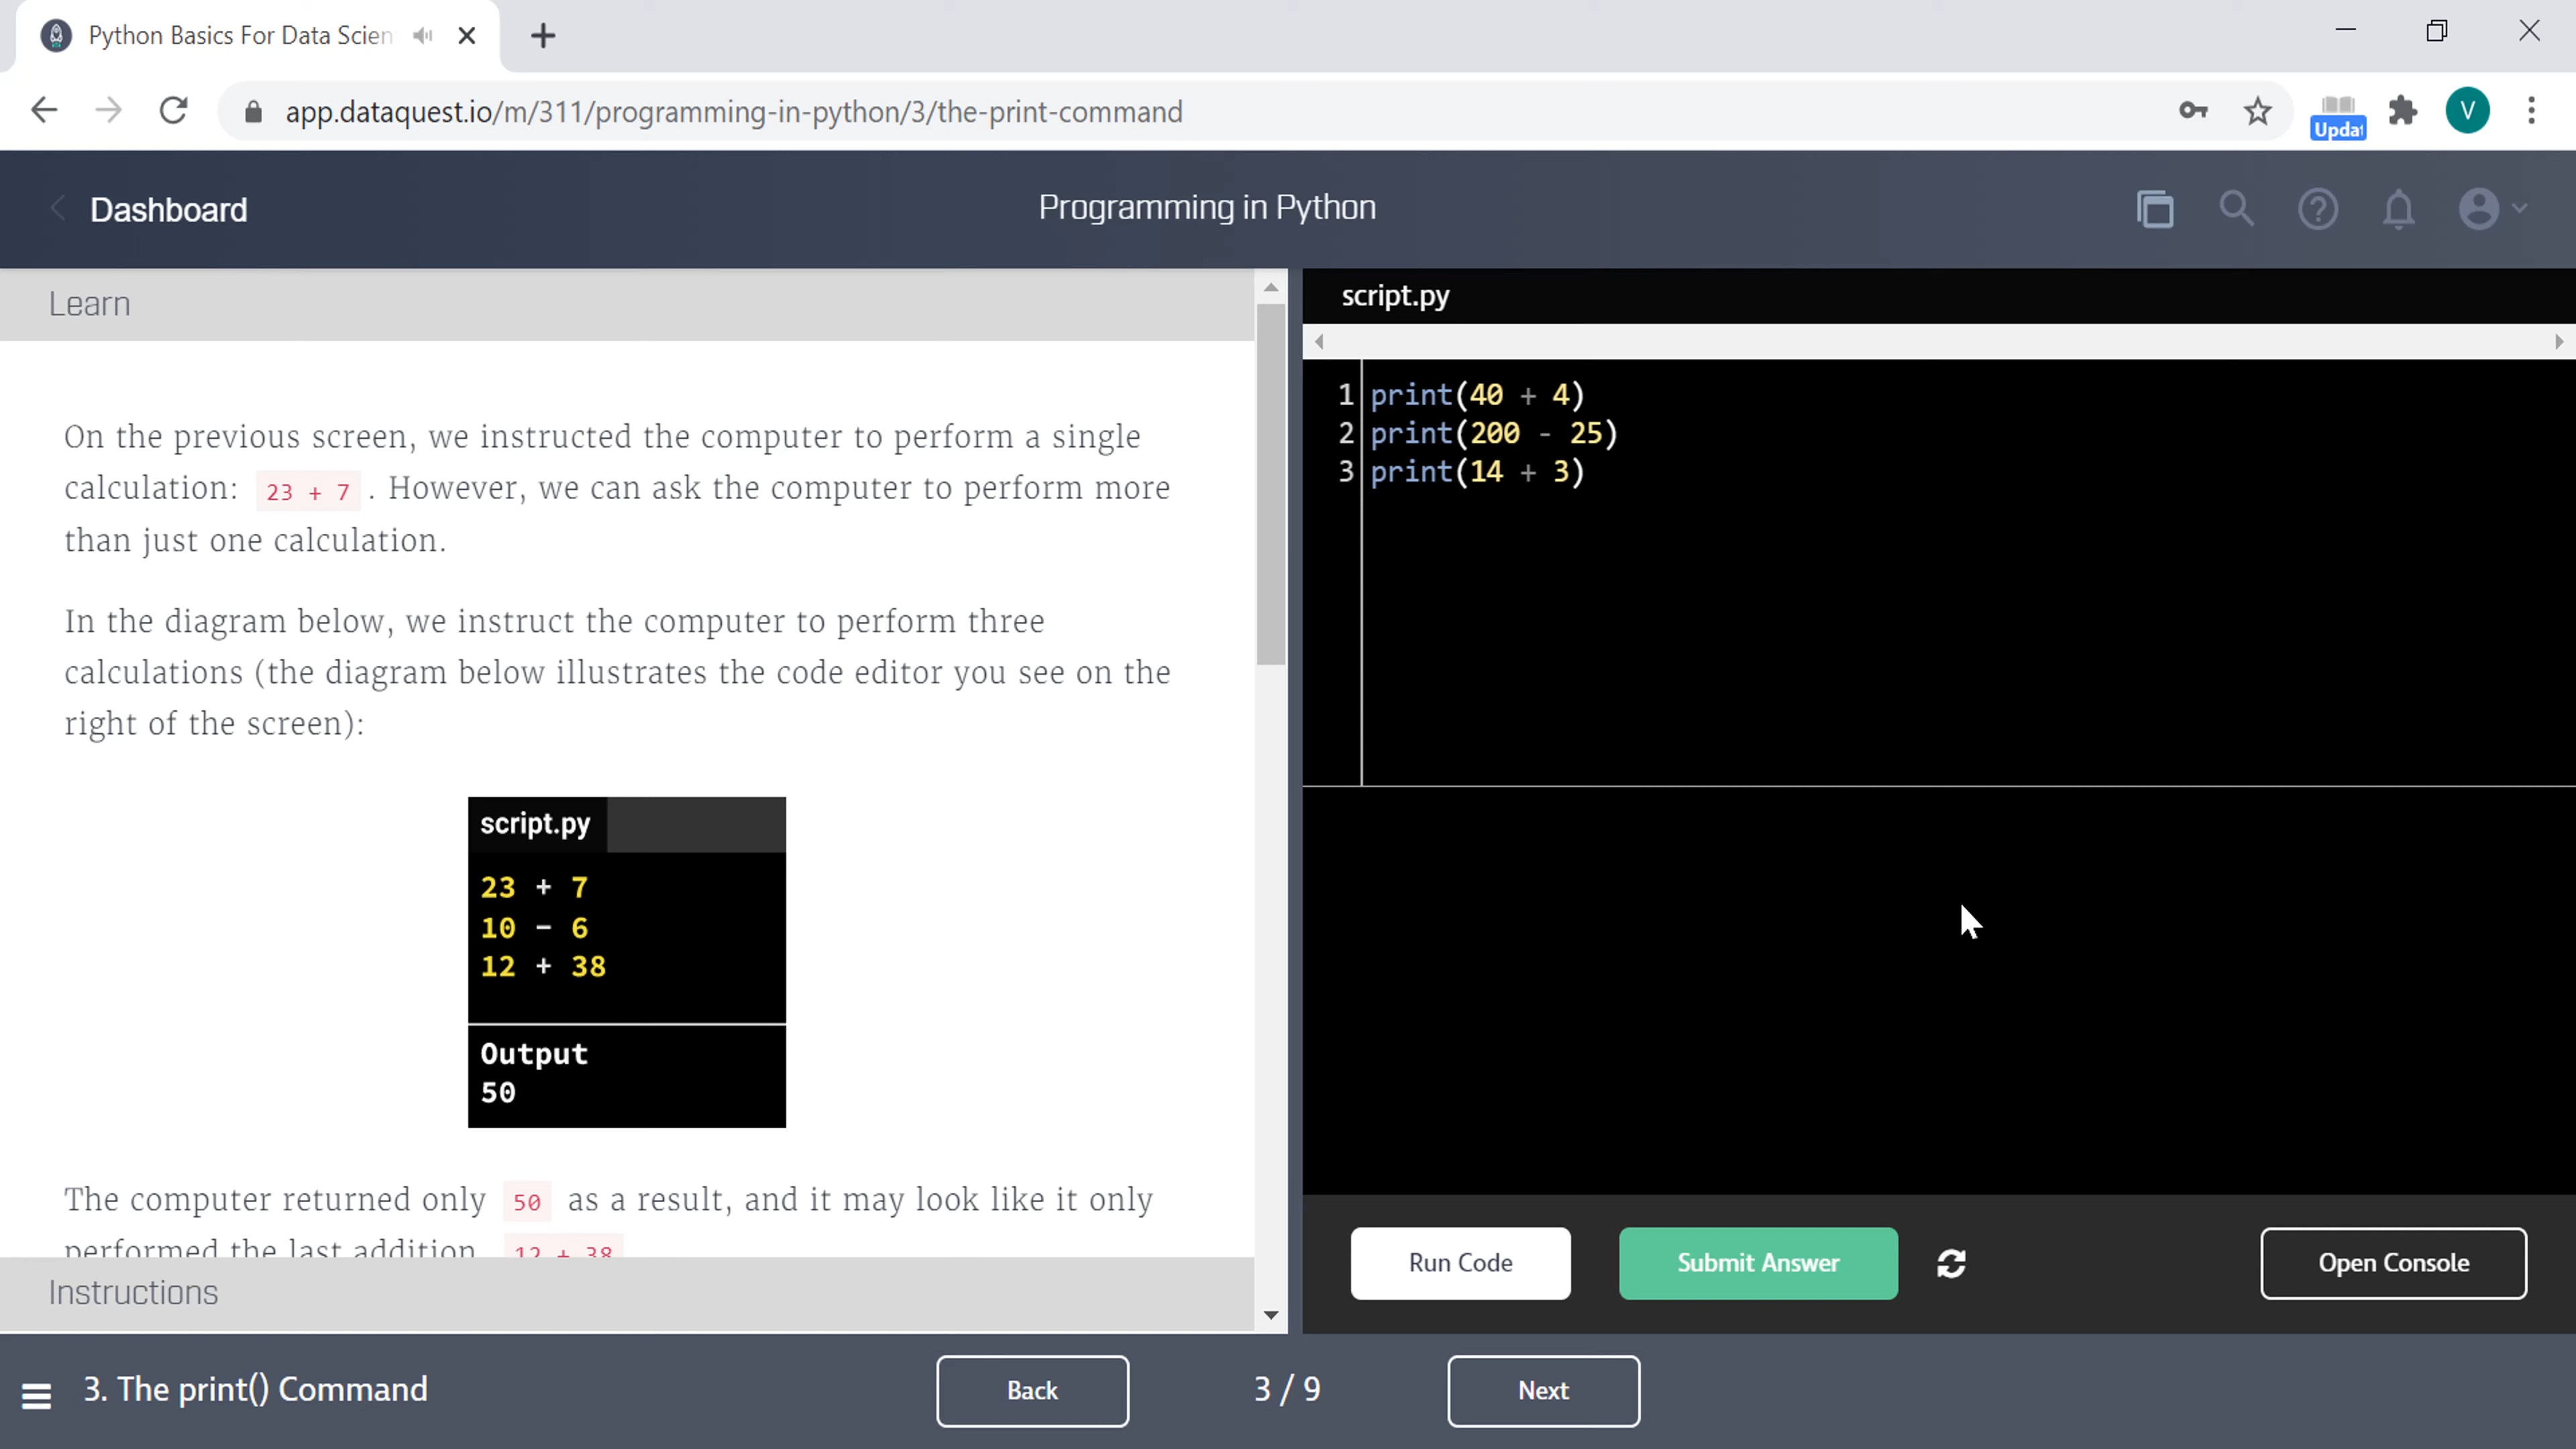 Python Basics For Data Scien
app.dataquest.io/m/311/programming-in-python/3/the-print-command
Updat
V
Dashboard
Programming in Python
Learn
On the previous screen, we instructed the computer to perform a single
calculation: 23 + 7 . However, we can ask the computer to perform more
than just one calculation.
In the diagram below, we instruct the computer to perform three
calculations (the diagram below illustrates the code editor you see on the
right of the screen):
script.py
23 + 7
10 - 6
12 + 38
Output
50
The computer returned only 50 as a result, and it may look like it only
performed the last addition 12 + 38
Instructions
script.py
1 print(40 + 4)
2 print(200 - 25)
3 print(14 + 3)
Run Code
Submit Answer
Open Console
3. The print() Command
Back
3 / 9
Next